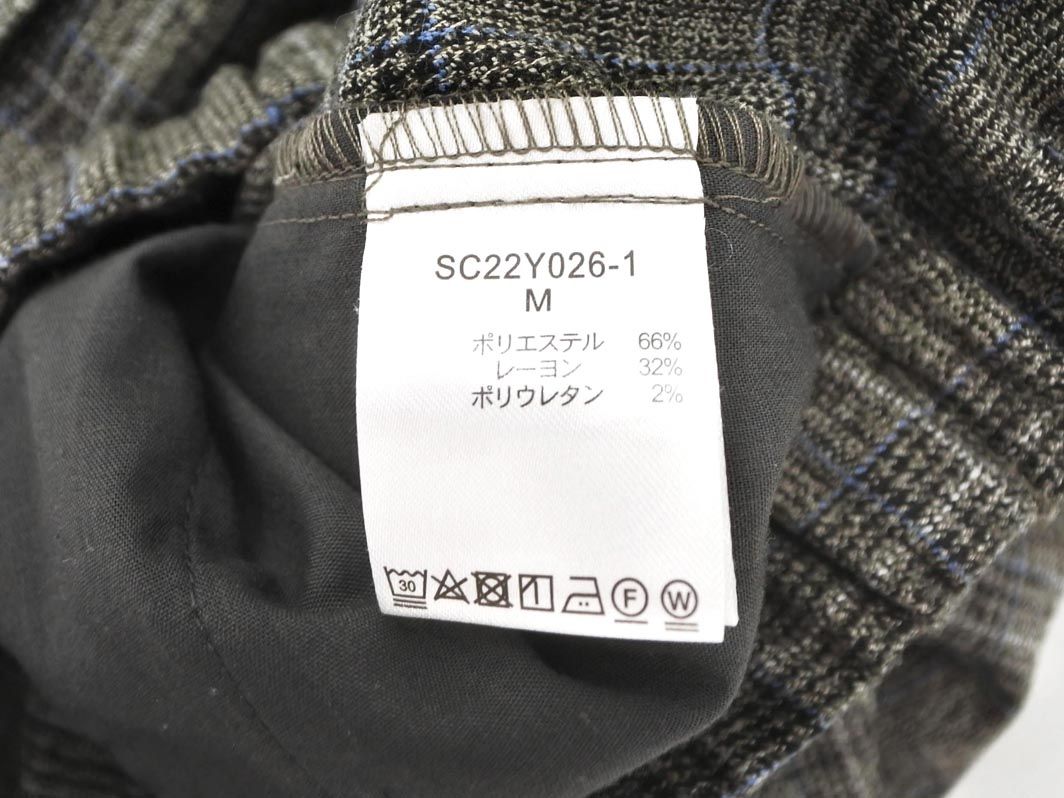 SC22Y026-1
M
ポリエステル 66%
レーヨン 32%
ポリウレタン 2%
30 F W